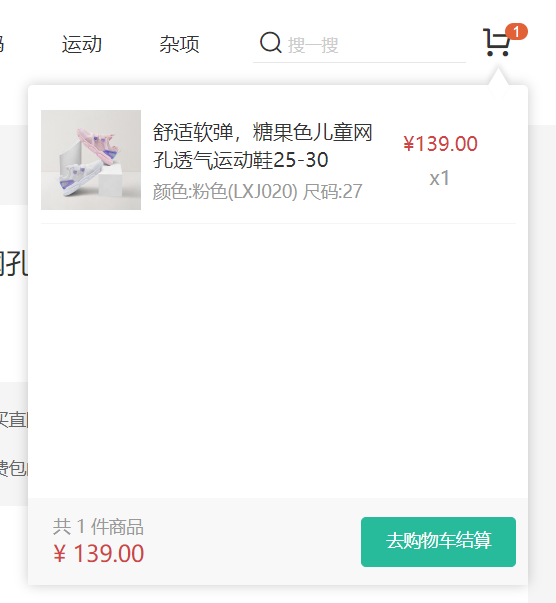 运动 杂项 搜一搜 1
舒适软弹，糖果色儿童网
孔透气运动鞋25-30
颜色:粉色(LXJ020) 尺码:27
¥139.00
x1
网孔
买直
费包
共 1 件商品
¥ 139.00
去购物车结算